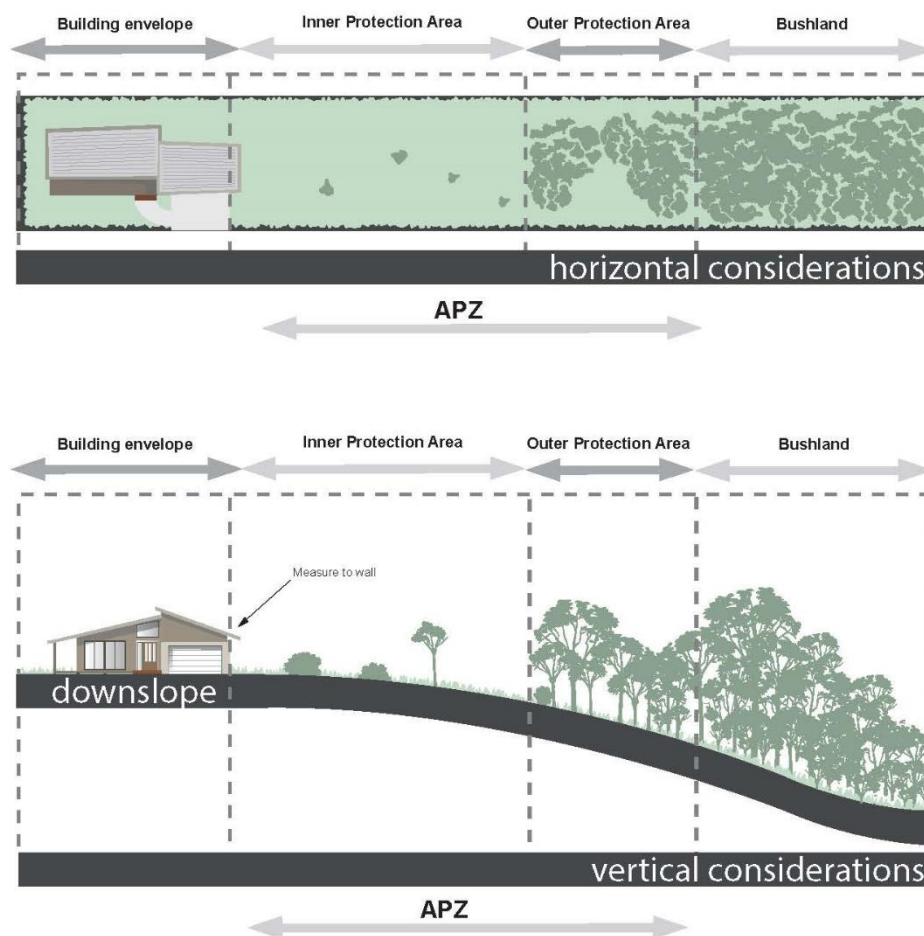 Building envelope
Inner Protection Area
Outer Protection Area
Bushland
horizontal considerations
APZ
Building envelope
Inner Protection Area
Outer Protection Area
Bushland
Measure to wall
downslope
vertical considerations
APZ